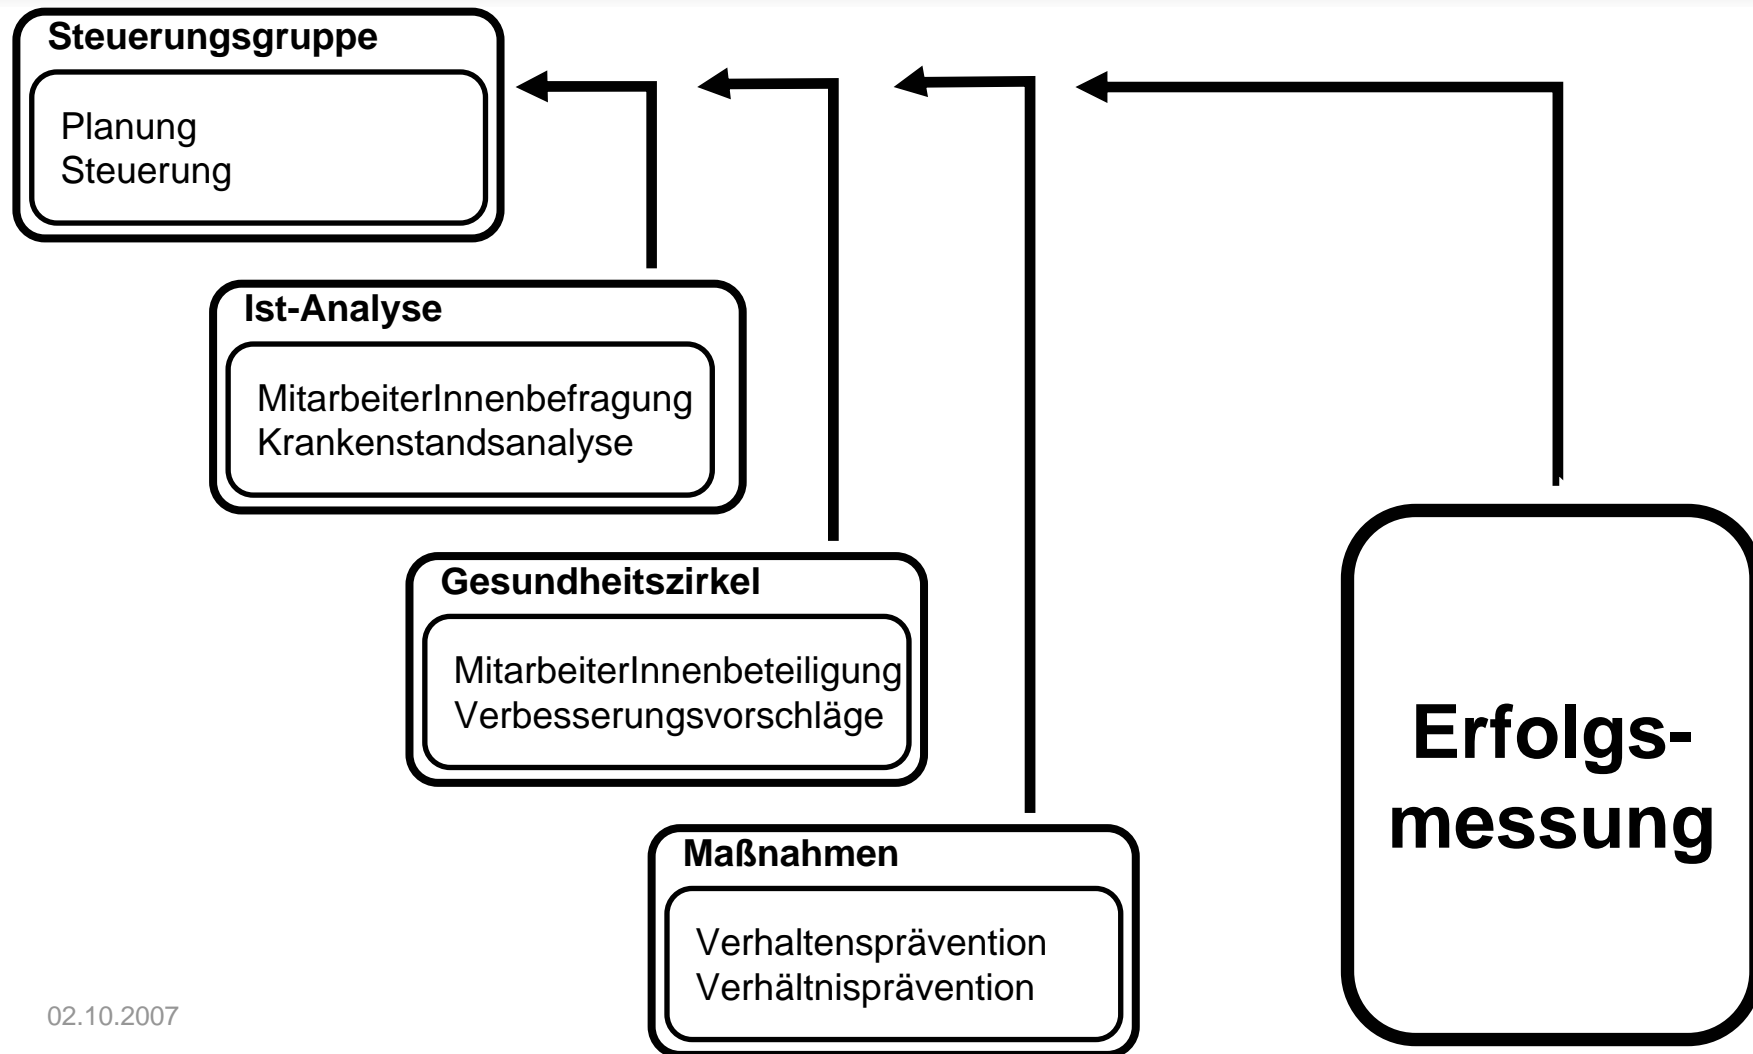 Steuerungsgruppe
Planung
Steuerung
Ist-Analyse
MitarbeiterInnenbefragung
Krankenstandsanalyse
Gesundheitszirkel
MitarbeiterInnenbeteiligung
Verbesserungsvorschläge
Maßnahmen
Verhaltensprävention
Verhältnisprävention
Erfolgs-
messung
02.10.2007